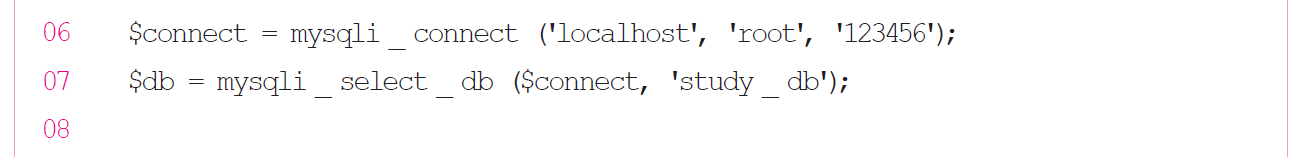 06 $connect = mysqli _ connect ('localhost', 'root', '123456');
07 $db = mysqli _ select _ db ($connect, 'study _ db');
08